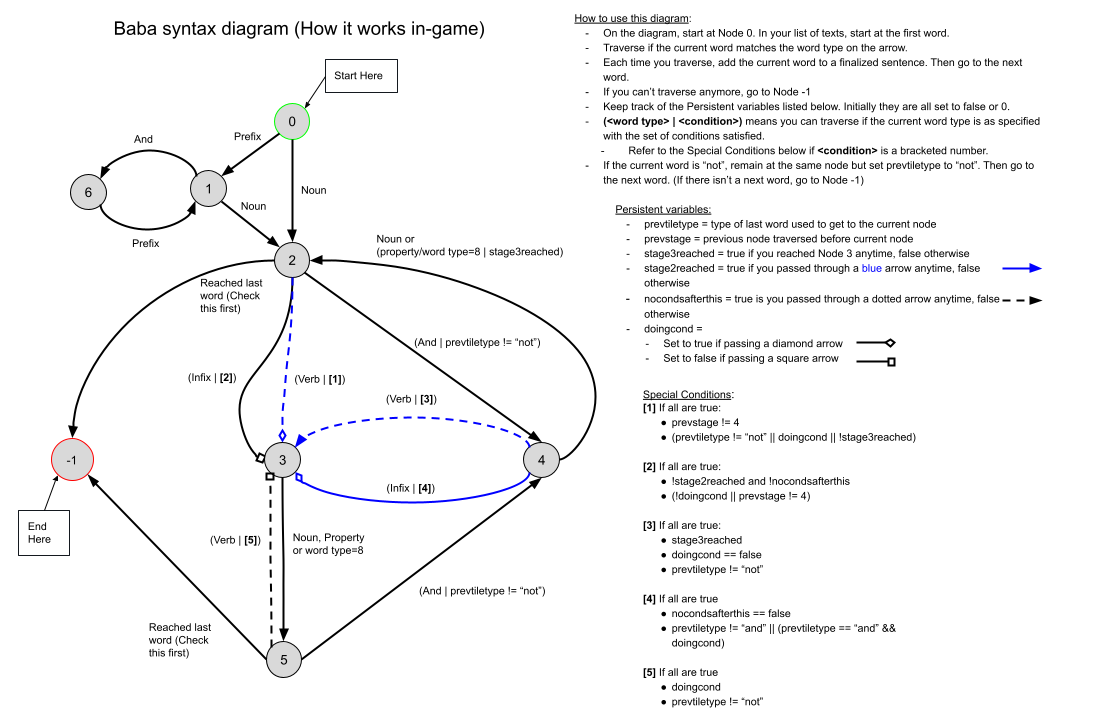 Baba syntax diagram (How it works in-game)
Start Here
0
Prefix
And
1
6
Noun
Noun
Prefix
2
Noun or
(property/word type=8 | stage3reached)
Reached last
word (Check
this first)
(And | prevtiletype != “not”)
(Infix | [2])
(Verb | [1])
(Verb | [3])
-1
3
4
(Infix | [4])
End
Here
(Verb | [5])
Noun, Property
or word type=8
(And | prevtiletype != “not”)
Reached last
word (Check
this first)
5
How to use this diagram:
- On the diagram, start at Node 0. In your list of texts, start at the first word.
- Traverse if the current word matches the word type on the arrow.
- Each time you traverse, add the current word to a finalized sentence. Then go to the next
word.
- If you can’t traverse anymore, go to Node -1
- Keep track of the Persistent variables listed below. Initially they are all set to false or 0.
- (<word type> | <condition>) means you can traverse if the current word type is as specified
with the set of conditions satisfied.
- Refer to the Special Conditions below if <condition> is a bracketed number.
- If the current word is “not”, remain at the same node but set prevtiletype to “not”. Then go to
the next word. (If there isn’t a next word, go to Node -1)
Persistent variables:
- prevtiletype = type of last word used to get to the current node
- prevstage = previous node traversed before current node
- stage3reached = true if you reached Node 3 anytime, false otherwise
- stage2reached = true if you passed through a blue arrow anytime, false
otherwise
- nocondsafterthis = true is you passed through a dotted arrow anytime, false
otherwise
- doingcond =
- Set to true if passing a diamond arrow
- Set to false if passing a square arrow
Special Conditions:
[1] If all are true:
● prevstage != 4
● (prevtiletype != “not” || doingcond || !stage3reached)
[2] If all are true:
● !stage2reached and !nocondsafterthis
● (!doingcond || prevstage != 4)
[3] If all are true:
● stage3reached
● doingcond == false
● prevtiletype != “not”
[4] If all are true
● nocondsafterthis == false
● prevtiletype != “and” || (prevtiletype == “and” &&
doingcond)
[5] If all are true
● doingcond
● prevtiletype != “not”